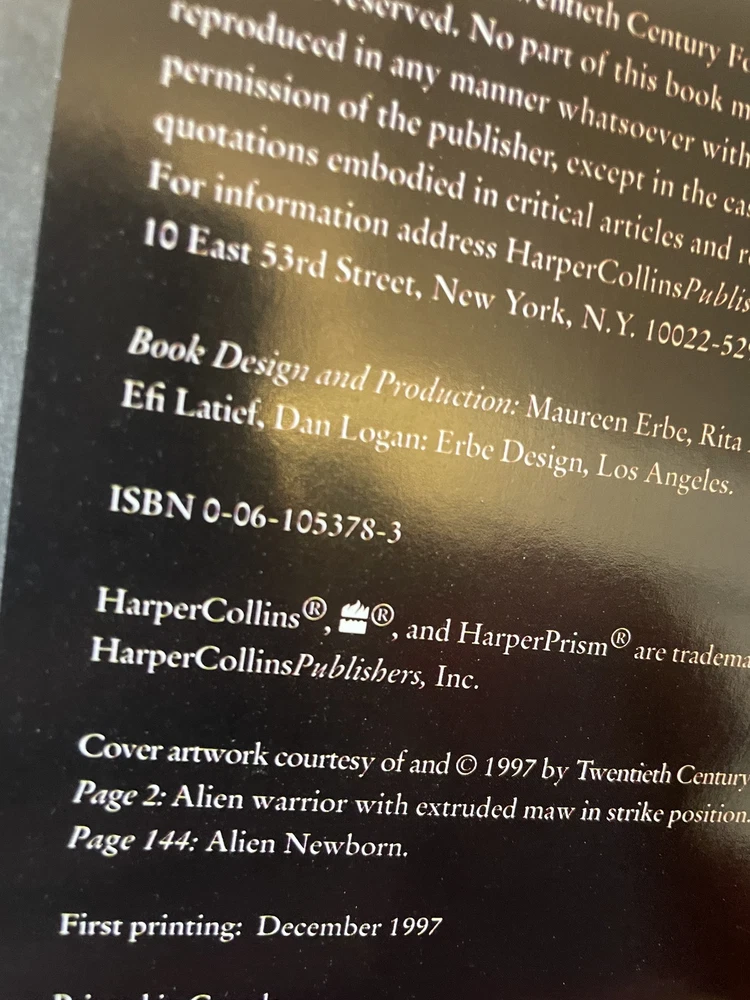 reserved. No part of this book
reproduced in any manner whatsoever
permission of the publisher, except in the
quotations embodied in critical articles and
For information address HarperCollinsPublis
10 East 53rd Street, New York, N.Y. 10022-52
Book Design and Production: Maureen Erbe, Rita
Efi Latief, Dan Logan: Erbe Design, Los Angeles.
ISBN 0-06-105378-3
HarperCollins®, ®, and HarperPrism® are tradema
HarperCollinsPublishers, Inc.
Cover artwork courtesy of and © 1997 by Twentieth Century
Page 2: Alien warrior with extruded maw in strike position.
Page 144: Alien Newborn.
First printing: December 1997